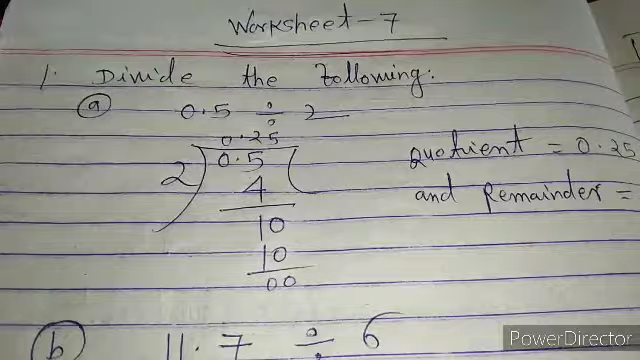 Worksheet-7
1. Divide the following:
(a) 0.5 ÷ 2
0.25
2) 0.5 (
4
10
10
00
Quotient = 0.25
and Remainder =
(b) 11.7 ÷ 6
PowerDirector